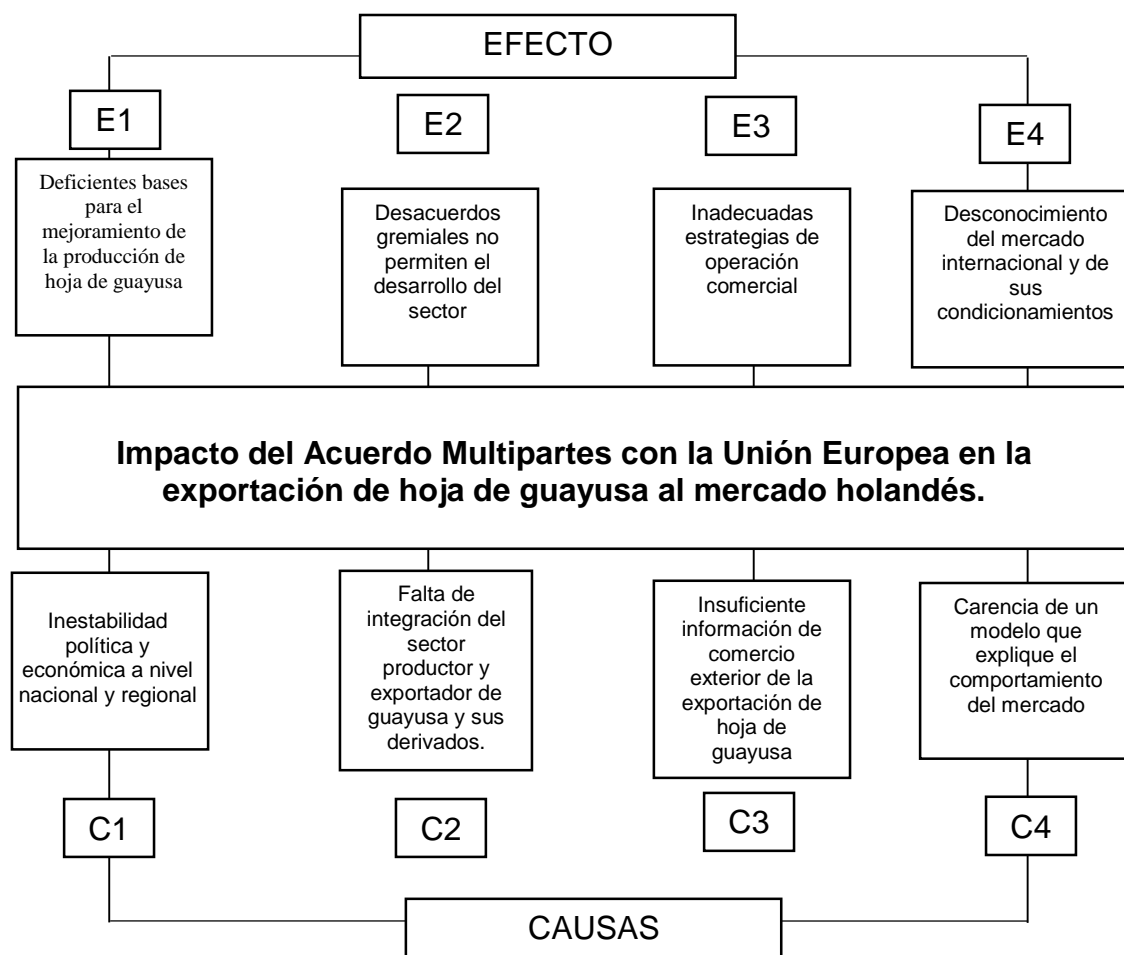 EFECTO
E1
E2
E3
E4
Deficientes bases
para el
mejoramiento de
la producción de
hoja de guayusa
Desacuerdos
gremiales no
permiten el
desarrollo del
sector
Inadecuadas
estrategias de
operación
comercial
Desconocimiento
del mercado
internacional y de
sus
condicionamientos
Impacto del Acuerdo Multipartes con la Unión Europea en la
exportación de hoja de guayusa al mercado holandés.
Inestabilidad
política y
económica a nivel
nacional y regional
Falta de
integración del
sector
productor y
exportador de
guayusa y sus
derivados.
Insuficiente
información de
comercio
exterior de la
exportación de
hoja de
guayusa
Carencia de un
modelo que
explique el
comportamiento
del mercado
C1
C2
C3
C4
CAUSAS